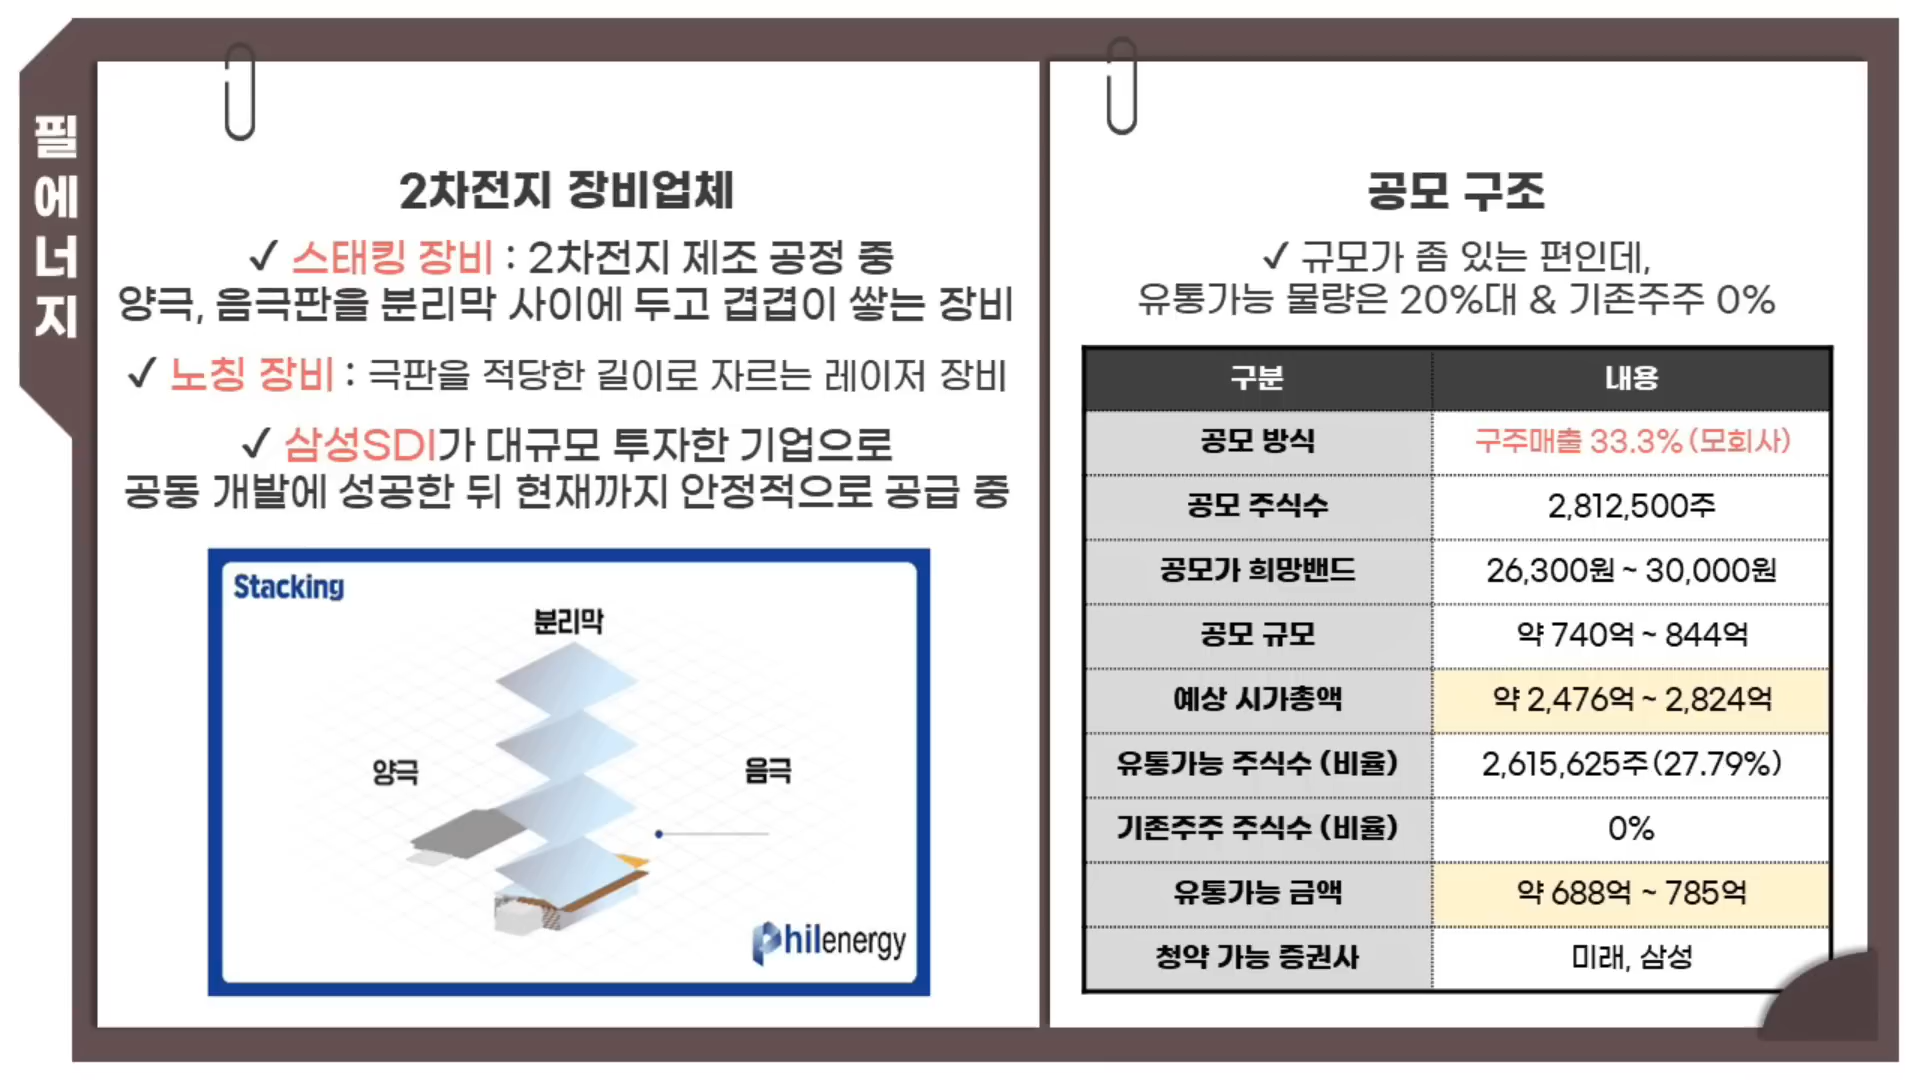 필에너지
2차전지 장비업체
✓ 스태킹 장비 : 2차전지 제조 공정 중
양극, 음극판을 분리막 사이에 두고 겹겹이 쌓는 장비
✓ 노칭 장비 : 극판을 적당한 길이로 자르는 레이저 장비
✓ 삼성SDI가 대규모 투자한 기업으로
공동 개발에 성공한 뒤 현재까지 안정적으로 공급 중
Stacking
분리막
양극
음극
Philenergy
공모 구조
✓ 규모가 좀 있는 편인데,
유통가능 물량은 20%대 & 기존주주 0%
구분 내용
공모 방식 구주매출 33.3% (모회사)
공모 주식수 2,812,500주
공모가 희망밴드 26,300원 ~ 30,000원
공모 규모 약 740억 ~ 844억
예상 시가총액 약 2,476억 ~ 2,824억
유통가능 주식수 (비율) 2,615,625주 (27.79%)
기존주주 주식수 (비율) 0%
유통가능 금액 약 688억 ~ 785억
청약 가능 증권사 미래, 삼성